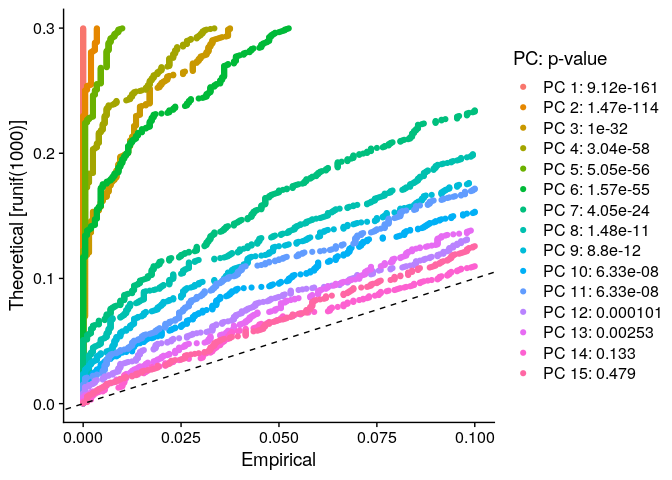 0.3
0.2
0.1
0.0
Theoretical [runif(1000)]
0.000
0.025
0.050
0.075
0.100
Empirical
PC: p-value
PC 1: 9.12e-161
PC 2: 1.47e-114
PC 3: 1e-32
PC 4: 3.04e-58
PC 5: 5.05e-56
PC 6: 1.57e-55
PC 7: 4.05e-24
PC 8: 1.48e-11
PC 9: 8.8e-12
PC 10: 6.33e-08
PC 11: 6.33e-08
PC 12: 0.000101
PC 13: 0.00253
PC 14: 0.133
PC 15: 0.479